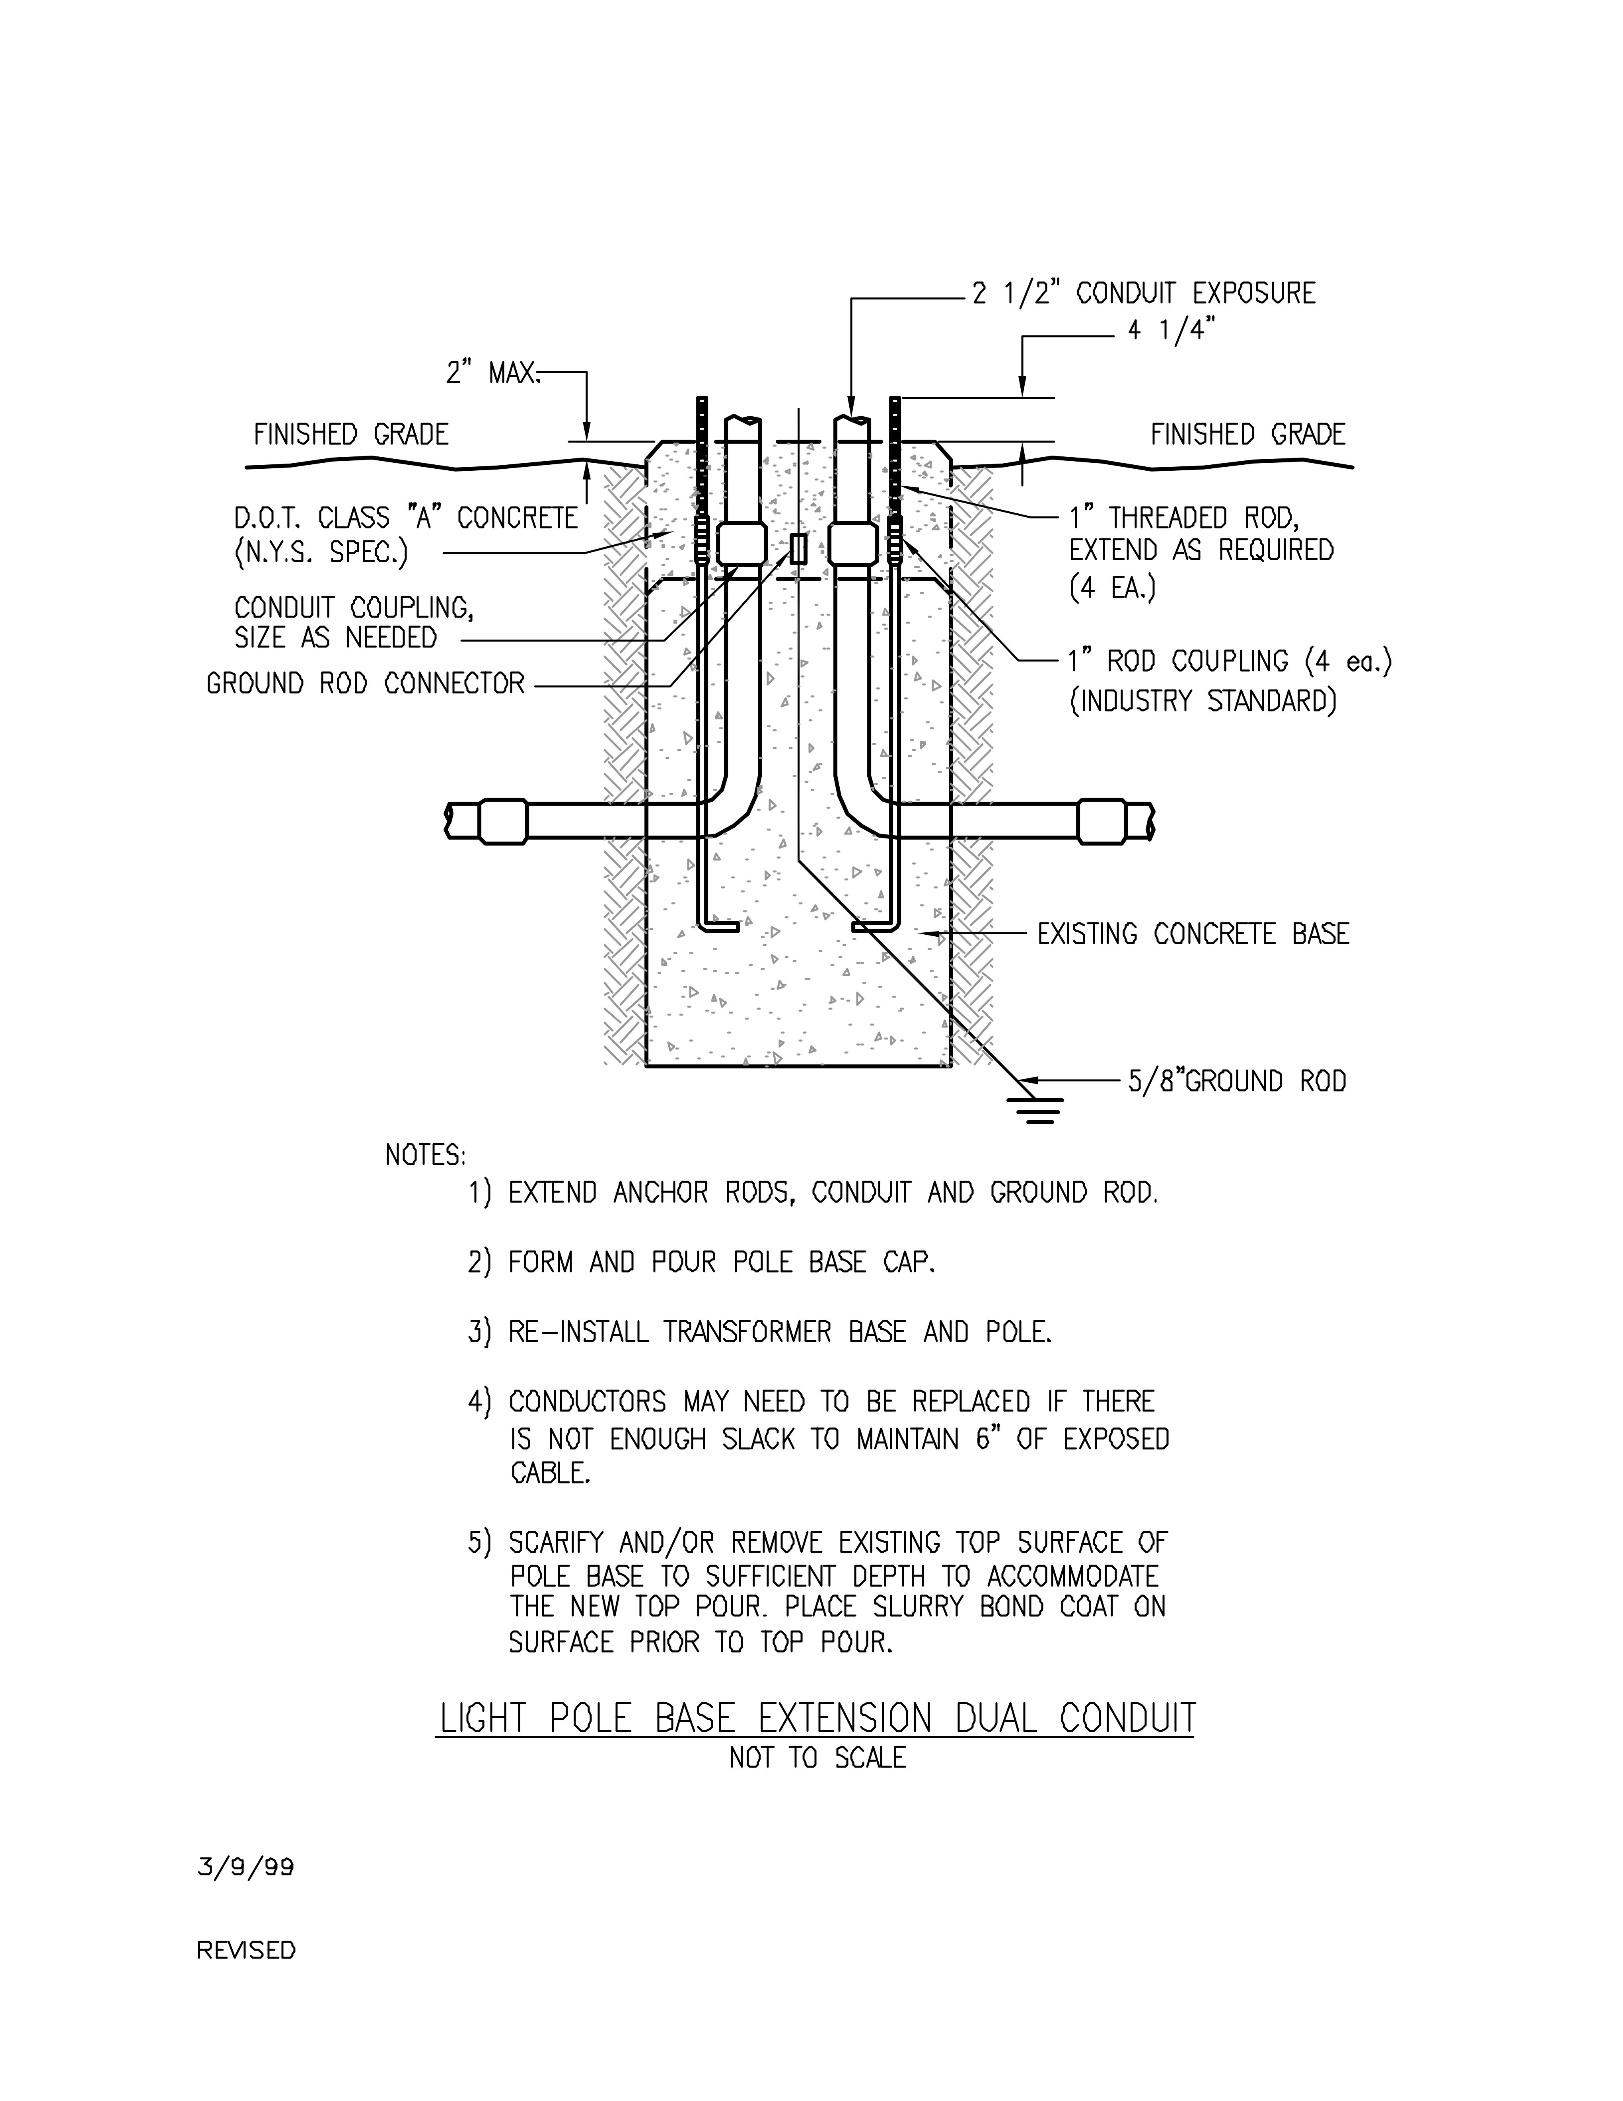 2 1/2" CONDUIT EXPOSURE
4 1/4"
2" MAX.
FINISHED GRADE
FINISHED GRADE
D.O.T. CLASS "A" CONCRETE
(N.Y.S. SPEC.)
1" THREADED ROD,
EXTEND AS REQUIRED
(4 EA.)
CONDUIT COUPLING,
SIZE AS NEEDED
1" ROD COUPLING (4 ea.)
(INDUSTRY STANDARD)
GROUND ROD CONNECTOR
EXISTING CONCRETE BASE
5/8"GROUND ROD
NOTES:
1) EXTEND ANCHOR RODS, CONDUIT AND GROUND ROD.
2) FORM AND POUR POLE BASE CAP.
3) RE-INSTALL TRANSFORMER BASE AND POLE.
4) CONDUCTORS MAY NEED TO BE REPLACED IF THERE
IS NOT ENOUGH SLACK TO MAINTAIN 6" OF EXPOSED
CABLE.
5) SCARIFY AND/OR REMOVE EXISTING TOP SURFACE OF
POLE BASE TO SUFFICIENT DEPTH TO ACCOMMODATE
THE NEW TOP POUR. PLACE SLURRY BOND COAT ON
SURFACE PRIOR TO TOP POUR.
LIGHT POLE BASE EXTENSION DUAL CONDUIT
NOT TO SCALE
3/9/99
REVISED